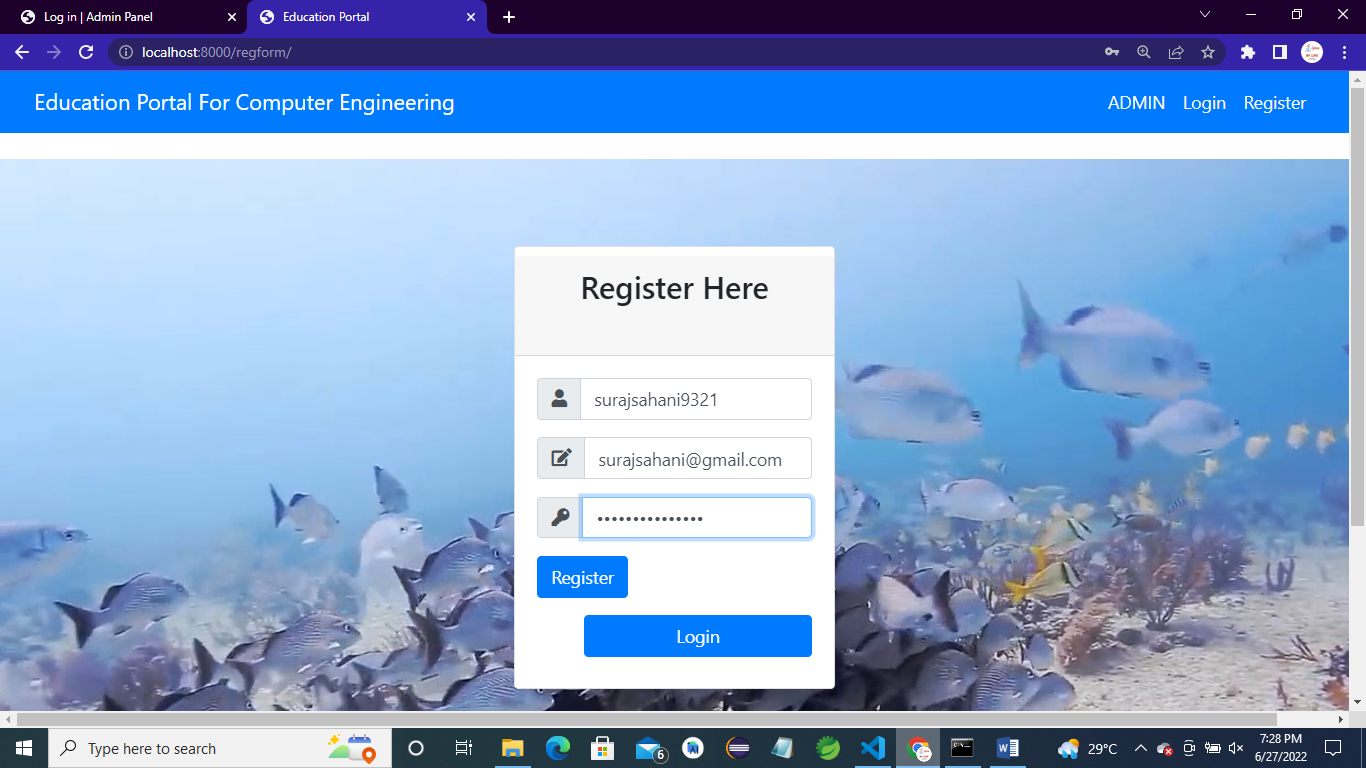 Log in | Admin Panel
Education Portal
localhost:8000/regform/
Education Portal For Computer Engineering
ADMIN
Login
Register
Register Here
surajsahani9321
surajsahani@gmail.com
•••••••••••••••
Register
Login
Type here to search
6
29°C
7:28 PM
6/27/2022